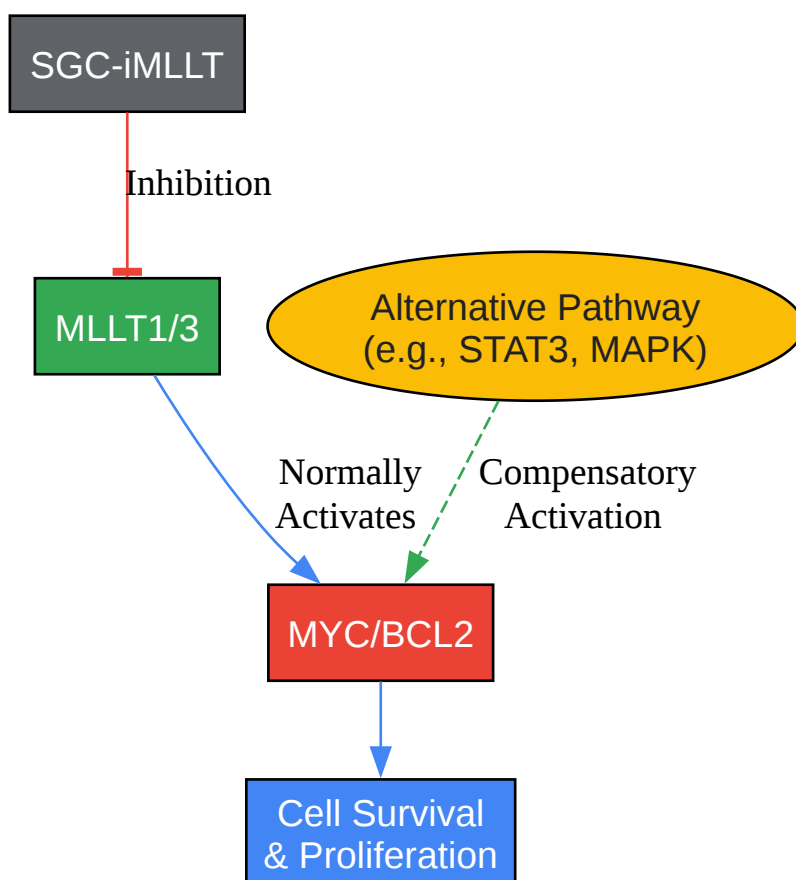 SGC-iMLLT
Inhibition
MLLT1/3
Alternative Pathway
(e.g., STAT3, MAPK)
Normally
Activates
Compensatory
Activation
MYC/BCL2
Cell Survival
& Proliferation